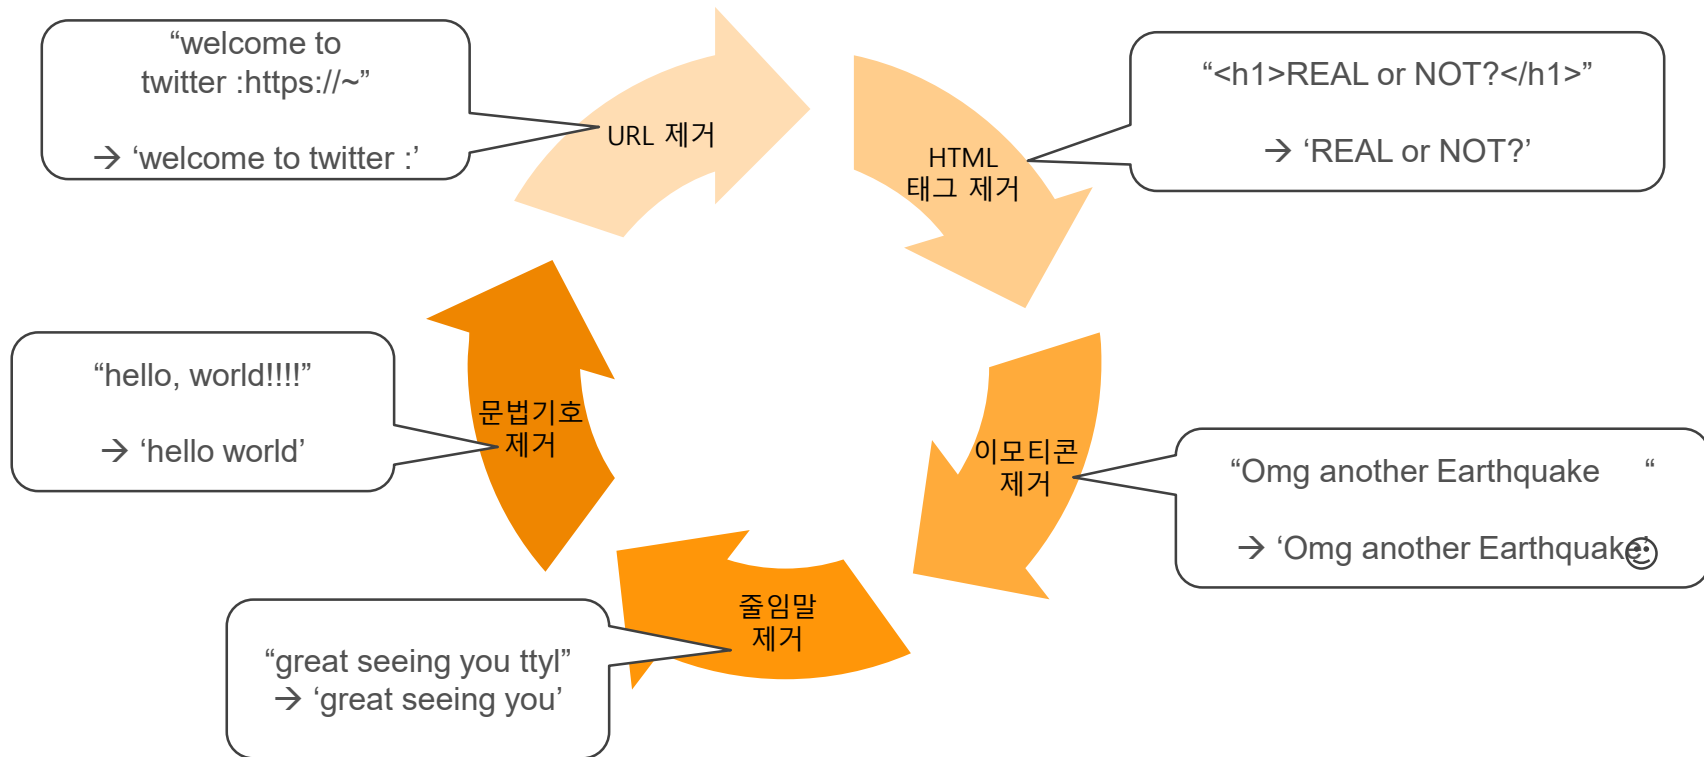 “welcome to
twitter :https://~”
→ ‘welcome to twitter :’
URL 제거
“<h1>REAL or NOT?</h1>”
→ ‘REAL or NOT?’
HTML
태그 제거
“Omg another Earthquake “
→ ‘Omg another Earthquake’
이모티콘
제거
“great seeing you ttyl”
→ ‘great seeing you’
줄임말
제거
“hello, world!!!!”
→ ‘hello world’
문법기호
제거